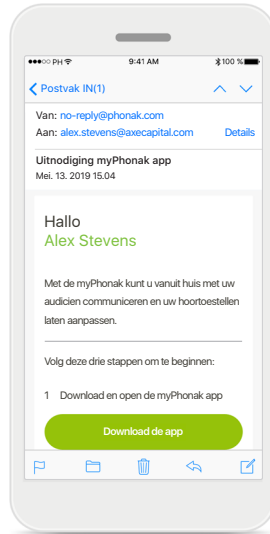 PH
9:41 AM
100 %
Postvak IN(1)
Van: no-reply@phonak.com
Aan: alex.stevens@axecapital.com Details
Uitnodiging myPhonak app
Mei. 13. 2019 15.04
Hallo
Alex Stevens
Met de myPhonak kunt u vanuit huis met uw
audicien communiceren en uw hoortoestellen
laten aanpassen.
Volg deze drie stappen om te beginnen:
1 Download en open de myPhonak app
Download de app